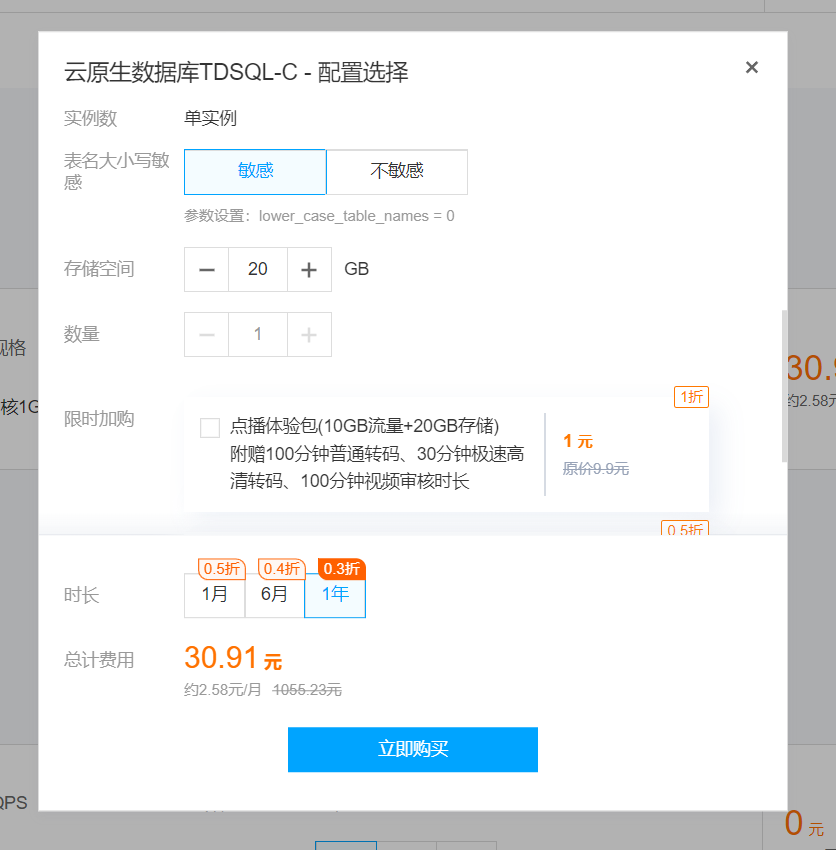 云原生数据库TDSQL-C - 配置选择
×
实例数 单实例
表名大小写敏感 敏感 不敏感
参数设置：lower_case_table_names = 0
存储空间 20 GB
数量 1
限时加购
1折
点播体验包(10GB流量+20GB存储)
附赠100分钟普通转码、30分钟极速高
清转码、100分钟视频审核时长
1 元
原价9.9元
0.5折
0.5折 0.4折 0.3折
时长 1月 6月 1年
总计费用 30.91 元
约2.58元/月 1055.23元
立即购买
规格
核1G
30.9
约2.58元
QPS
0 元